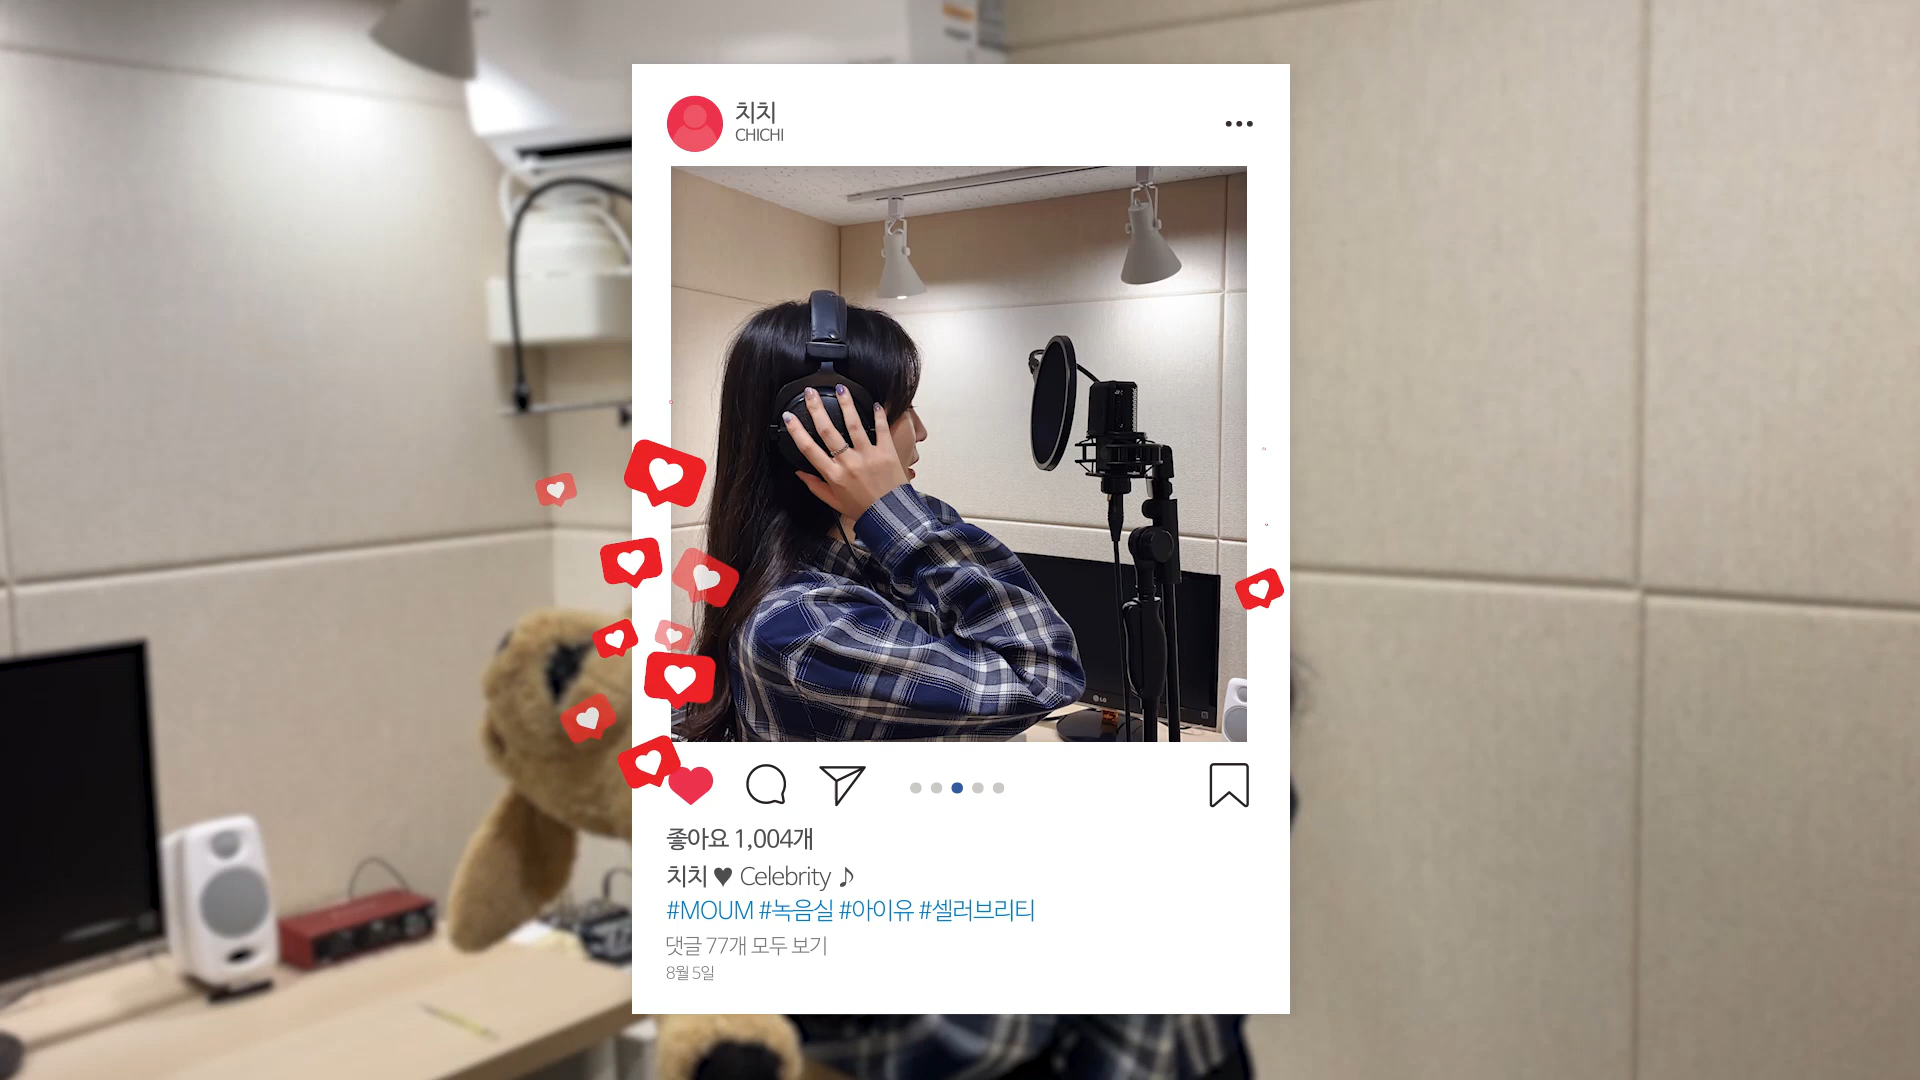 치치
CHICHI
LG
좋아요 1,004개
치치 ♥ Celebrity ♪
#MOUM #녹음실 #아이유 #셀러브리티
댓글 77개 모두 보기
8월 5일